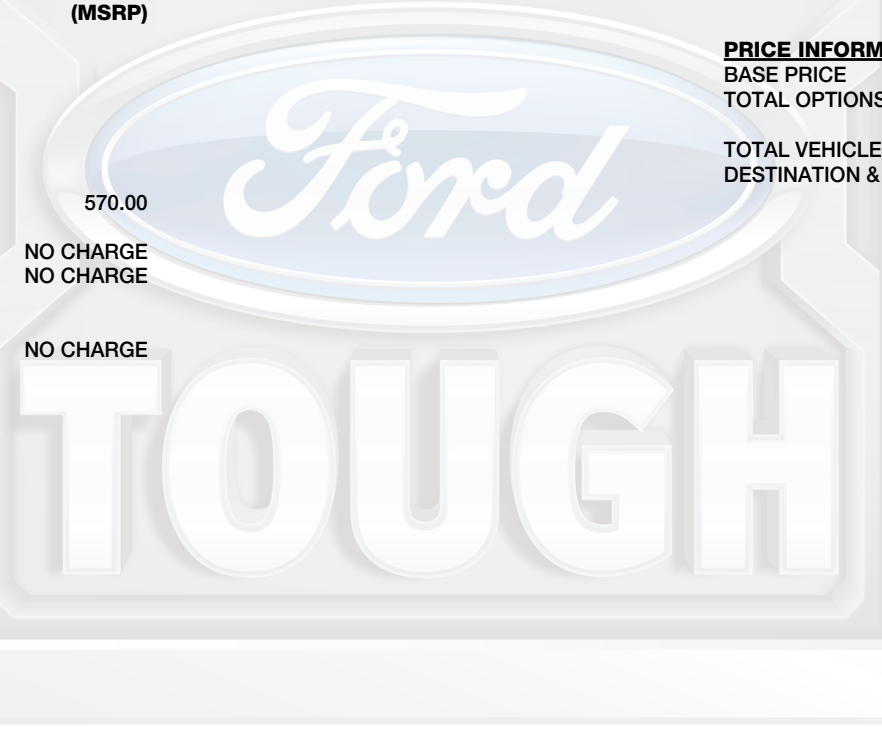 (MSRP)
570.00
NO CHARGE
NO CHARGE
NO CHARGE
PRICE INFORM
BASE PRICE
TOTAL OPTIONS
TOTAL VEHICLE
DESTINATION &
Ford
TOUGH